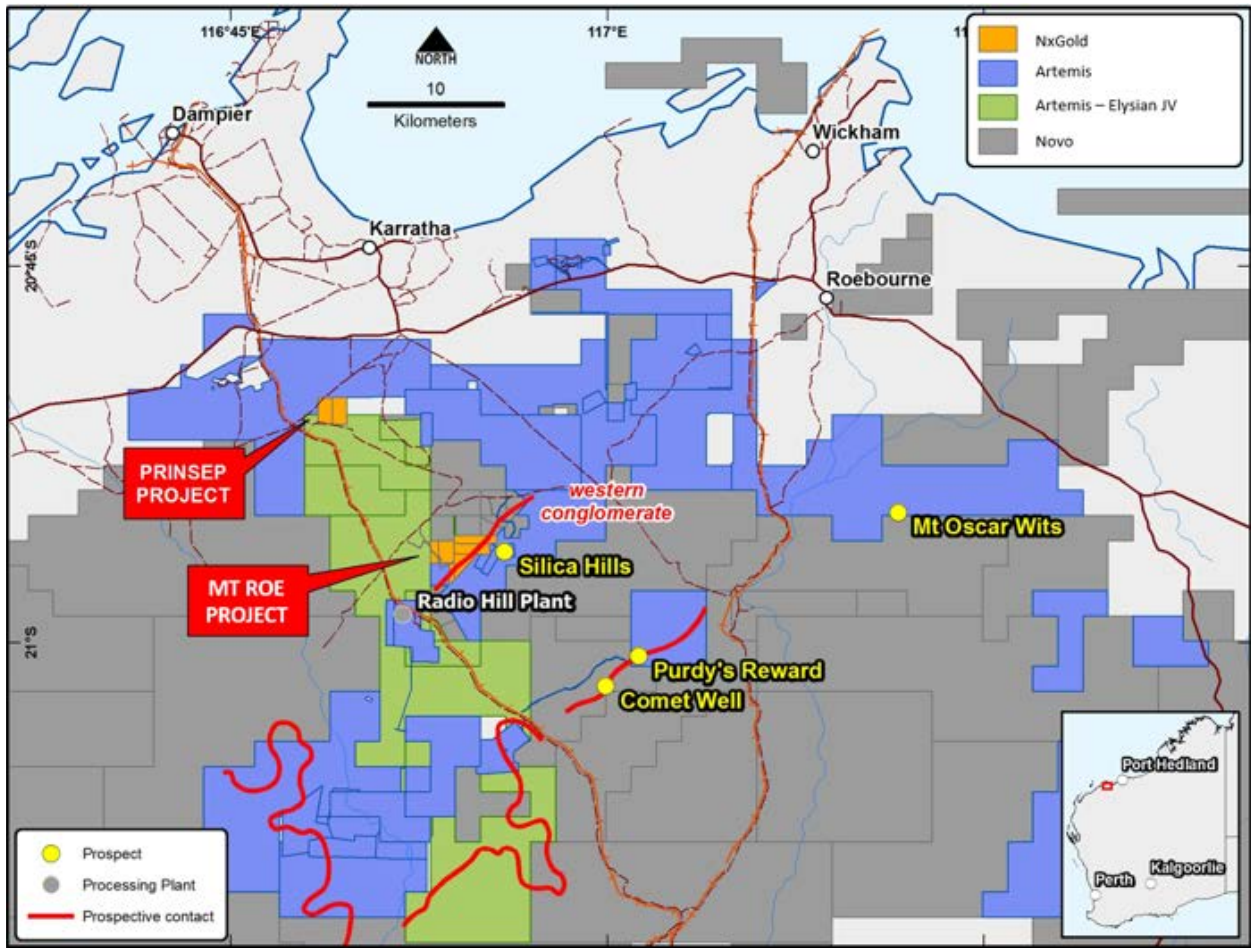 116°45'E
117°E
NORTH
10
Kilometers
NxGold
Artemis
Artemis – Elysian JV
Novo
Dampier
Wickham
Karratha
20°45'S
Roebourne
PRINSEP
PROJECT
western
conglomerate
Mt Oscar Wits
Silica Hills
MT ROE
PROJECT
Radio Hill Plant
21°S
Purdy's Reward
Comet Well
Port Hedland
Kalgoorlie
Perth
Prospect
Processing Plant
Prospective contact